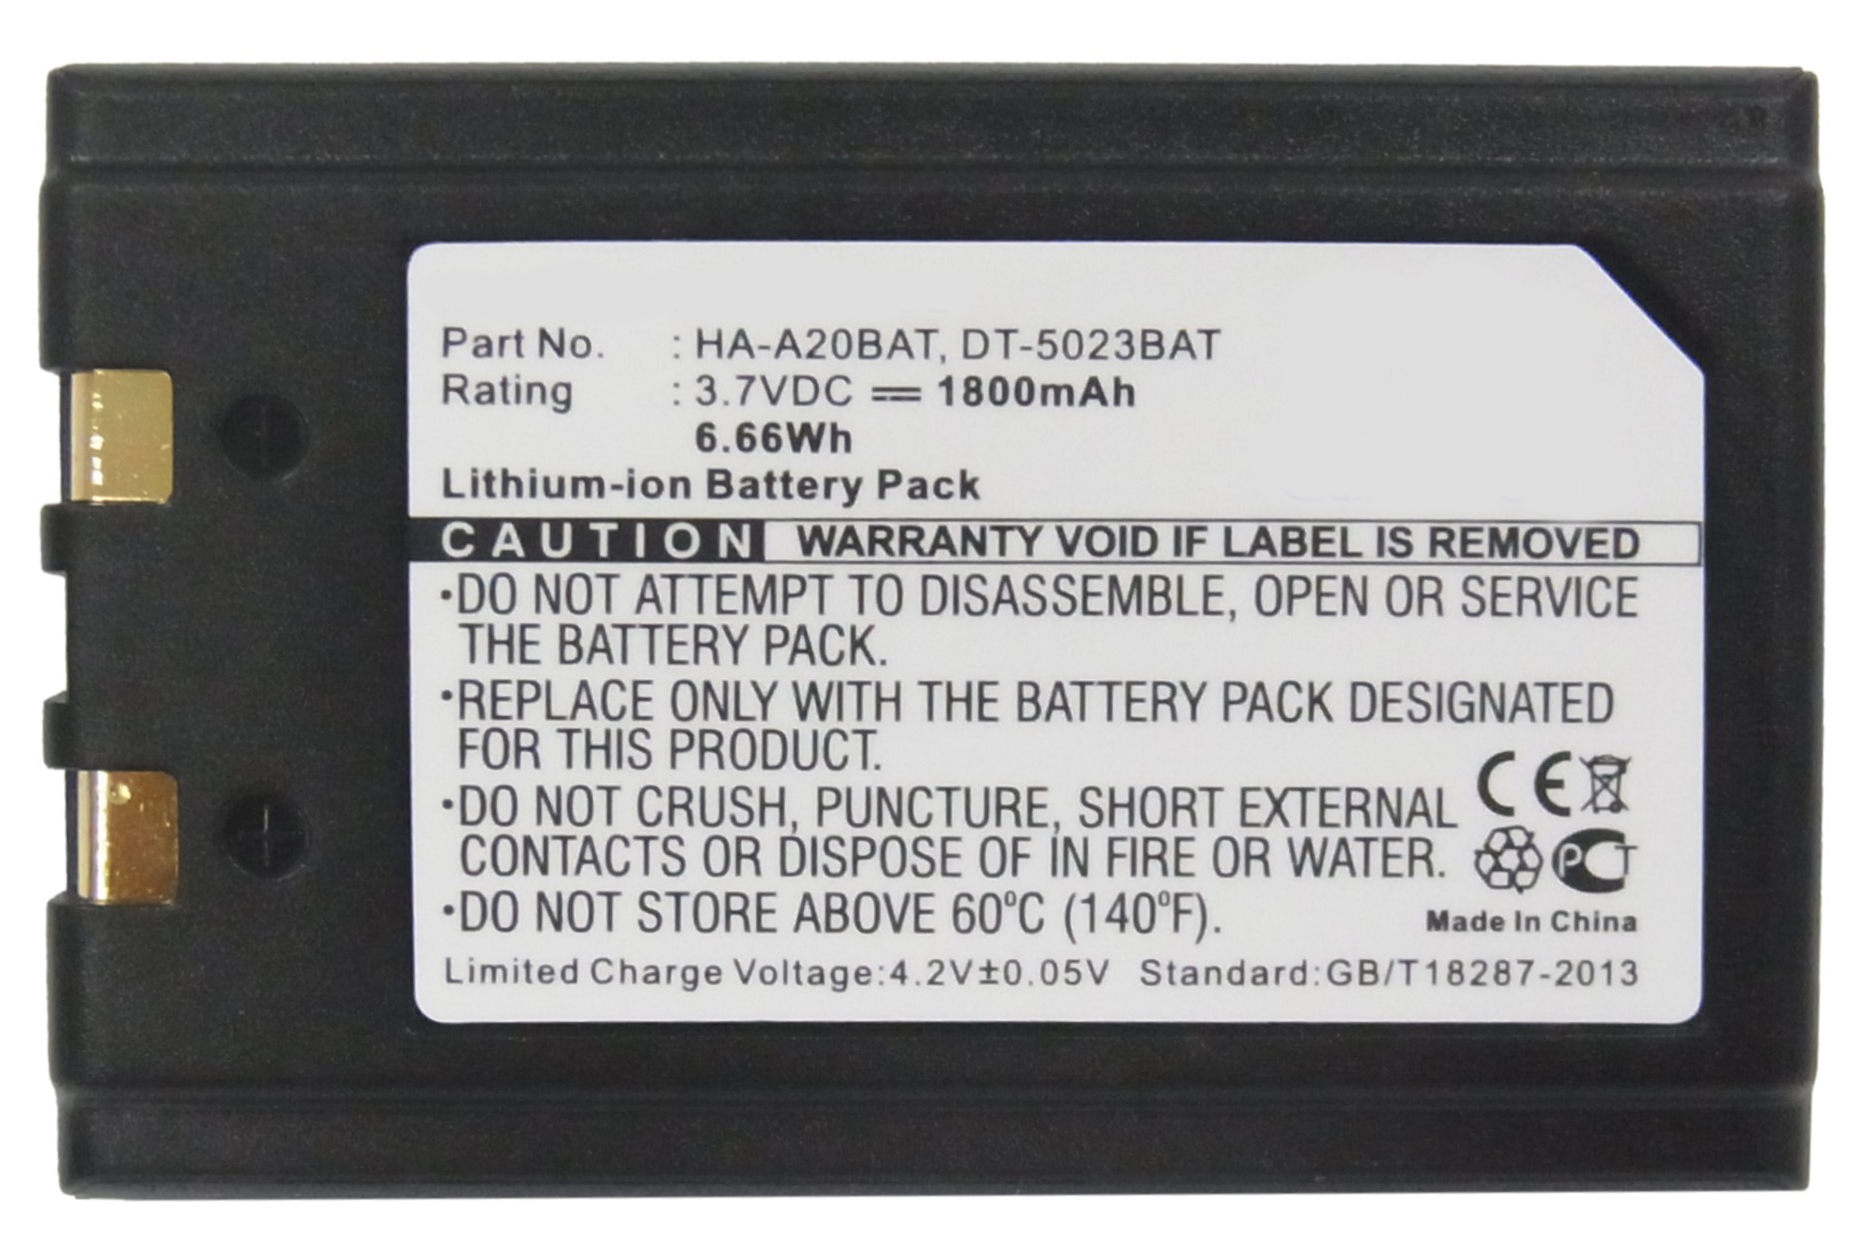 Part No. : HA-A20BAT, DT-5023BAT
Rating : 3.7VDC ⎓ 1800mAh
6.66Wh
Lithium-ion Battery Pack
CAUTION WARRANTY VOID IF LABEL IS REMOVED
•DO NOT ATTEMPT TO DISASSEMBLE, OPEN OR SERVICE
THE BATTERY PACK.
•REPLACE ONLY WITH THE BATTERY PACK DESIGNATED
FOR THIS PRODUCT.
•DO NOT CRUSH, PUNCTURE, SHORT EXTERNAL
CONTACTS OR DISPOSE OF IN FIRE OR WATER.
•DO NOT STORE ABOVE 60°C (140°F).
CE
PCT
Made In China
Limited Charge Voltage:4.2V±0.05V Standard:GB/T18287-2013